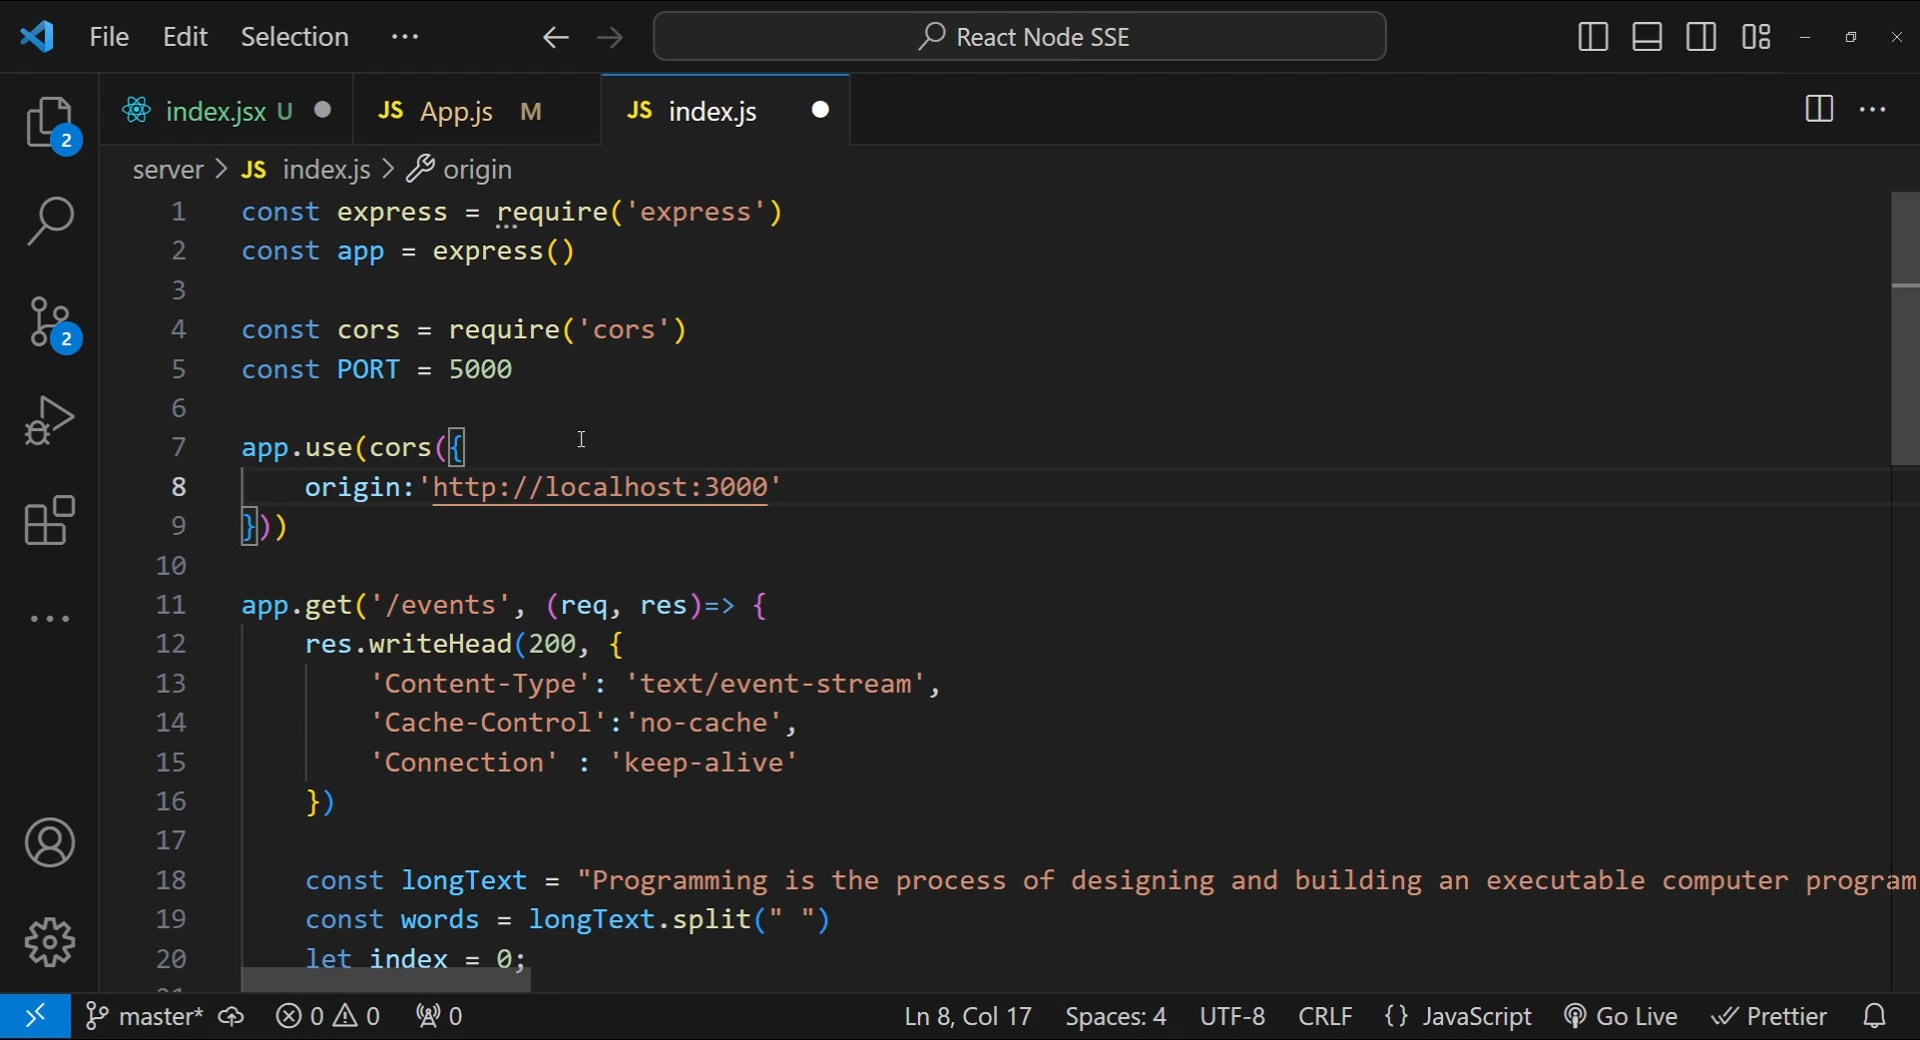 File Edit Selection ··· React Node SSE
index.jsx U JS App.js M JS index.js ···
server > JS index.js > origin
2
2
1 const express = require('express')
2 const app = express()
3
4 const cors = require('cors')
5 const PORT = 5000
6
7 app.use(cors({
8 origin:'http://localhost:3000'
9 }))
10
11 app.get('/events', (req, res)=> {
12 res.writeHead(200, {
13 'Content-Type': 'text/event-stream',
14 'Cache-Control':'no-cache',
15 'Connection' : 'keep-alive'
16 })
17
18 const longText = "Programming is the process of designing and building an executable computer program
19 const words = longText.split(" ")
20 let index = 0;
master* 0 0 0 Ln 8, Col 17 Spaces: 4 UTF-8 CRLF {} JavaScript Go Live Prettier